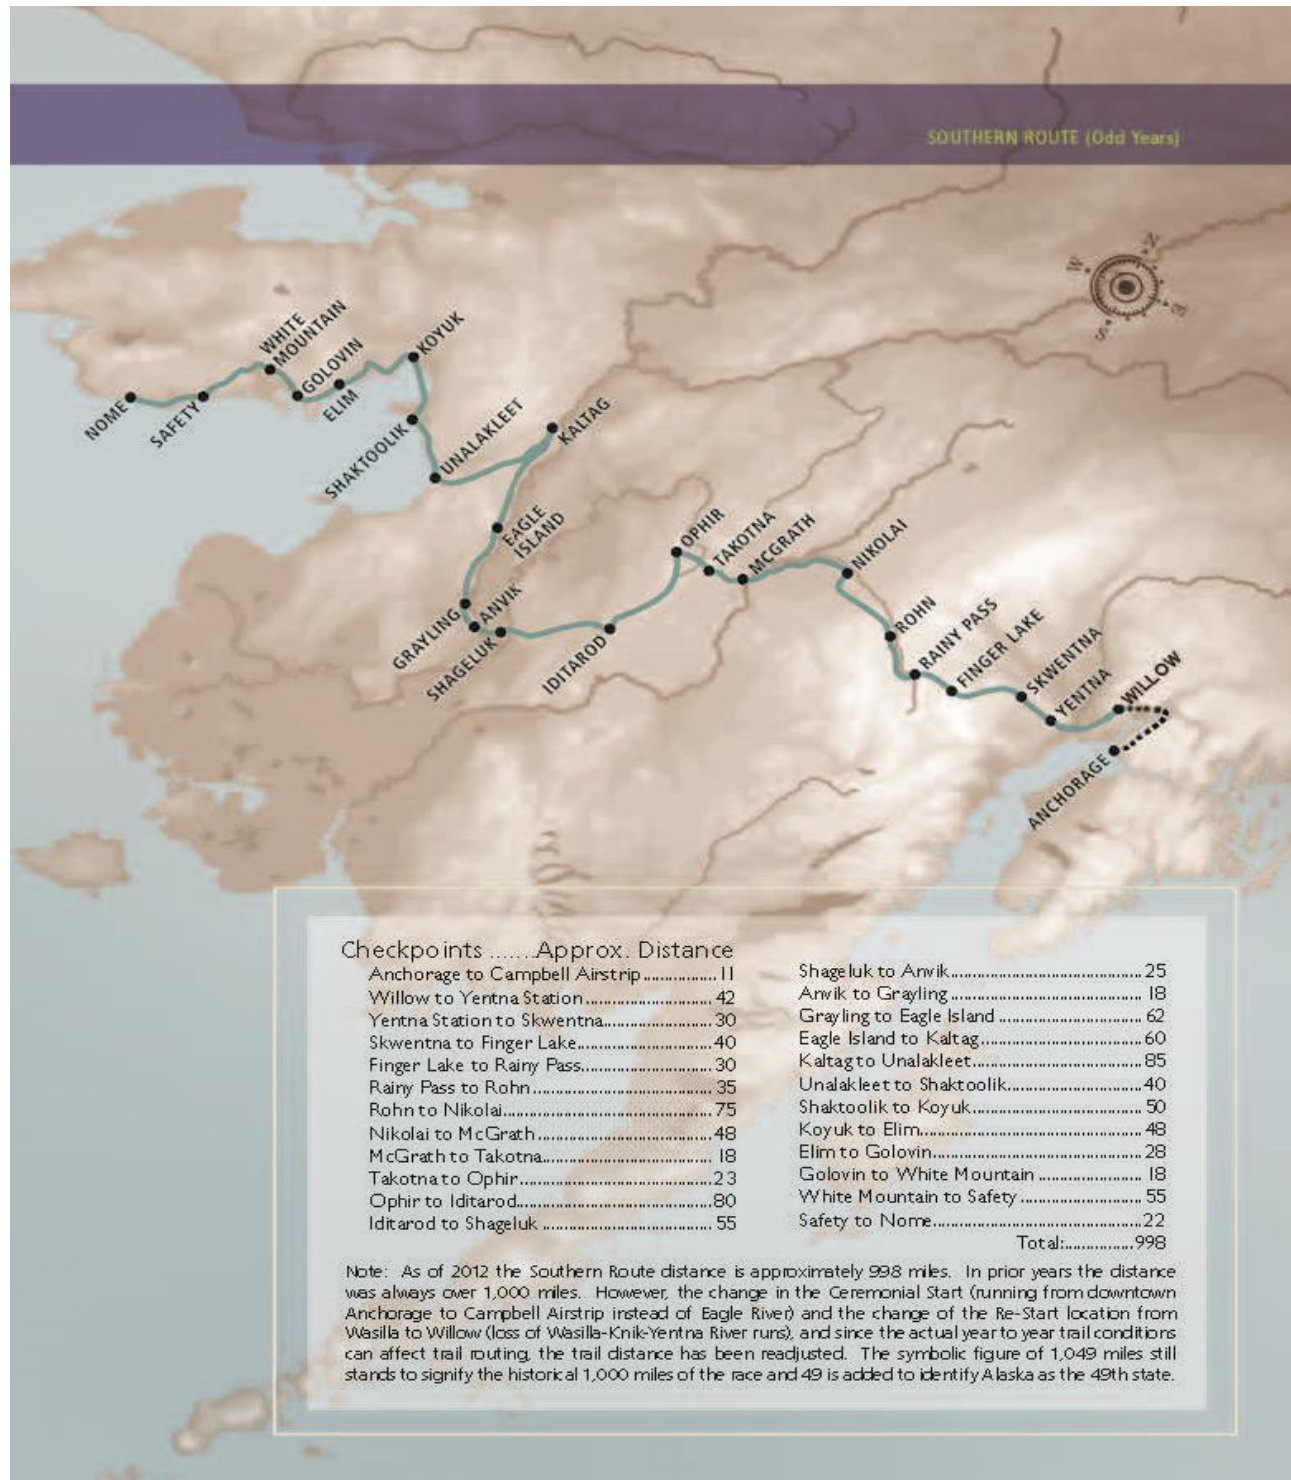 SOUTHERN ROUTE (Odd Years)
N
W
E
S
WHITE
MOUNTAIN
KOYUK
GOLOVIN
ELIM
NOME
SAFETY
SHAKTOOLIK
UNALAKLEET
KALTAG
EAGLE
ISLAND
OPHIR
TAKOTNA
MCGRATH
NIKOLAI
GRAYLING
ANVIK
SHAGELUK
IDITAROD
ROHN
RAINY PASS
FINGER LAKE
SKWENTNA
YENTNA
WILLOW
ANCHORAGE
Checkpoints .......Approx. Distance
Anchorage to Campbell Airstrip................. 11
Willow to Yentna Station............................. 42
Yentna Station to Skwentna......................... 30
Skwentna to Finger Lake............................... 40
Finger Lake to Rainy Pass.............................. 30
Rainy Pass to Rohn ......................................... 35
Rohn to Nikolai................................................ 75
Nikolai to McGrath ........................................ 48
McGrath to Takotna....................................... 18
Takotna to Ophir............................................ 23
Ophir to Iditarod............................................ 80
Iditarod to Shageluk ....................................... 55
Shageluk to Anvik............................................ 25
Anvik to Grayling ............................................ 18
Grayling to Eagle Island ................................. 62
Eagle Island to Kaltag..................................... 60
Kaltag to Unalakleet....................................... 85
Unalakleet to Shaktoolik................................ 40
Shaktoolik to Koyuk....................................... 50
Koyuk to Elim.................................................. 48
Elim to Golovin............................................... 28
Golovin to White Mountain ......................... 18
White Mountain to Safety ............................ 55
Safety to Nome............................................... 22
Total:................998
Note: As of 2012 the Southern Route distance is approximately 998 miles. In prior years the distance
was always over 1,000 miles. However, the change in the Ceremonial Start (running from downtown
Anchorage to Campbell Airstrip instead of Eagle River) and the change of the Re-Start location from
Wasilla to Willow (loss of Wasilla-Knik-Yentna River runs), and since the actual year to year trail conditions
can affect trail routing, the trail distance has been readjusted. The symbolic figure of 1,049 miles still
stands to signify the historical 1,000 miles of the race and 49 is added to identify Alaska as the 49th state.